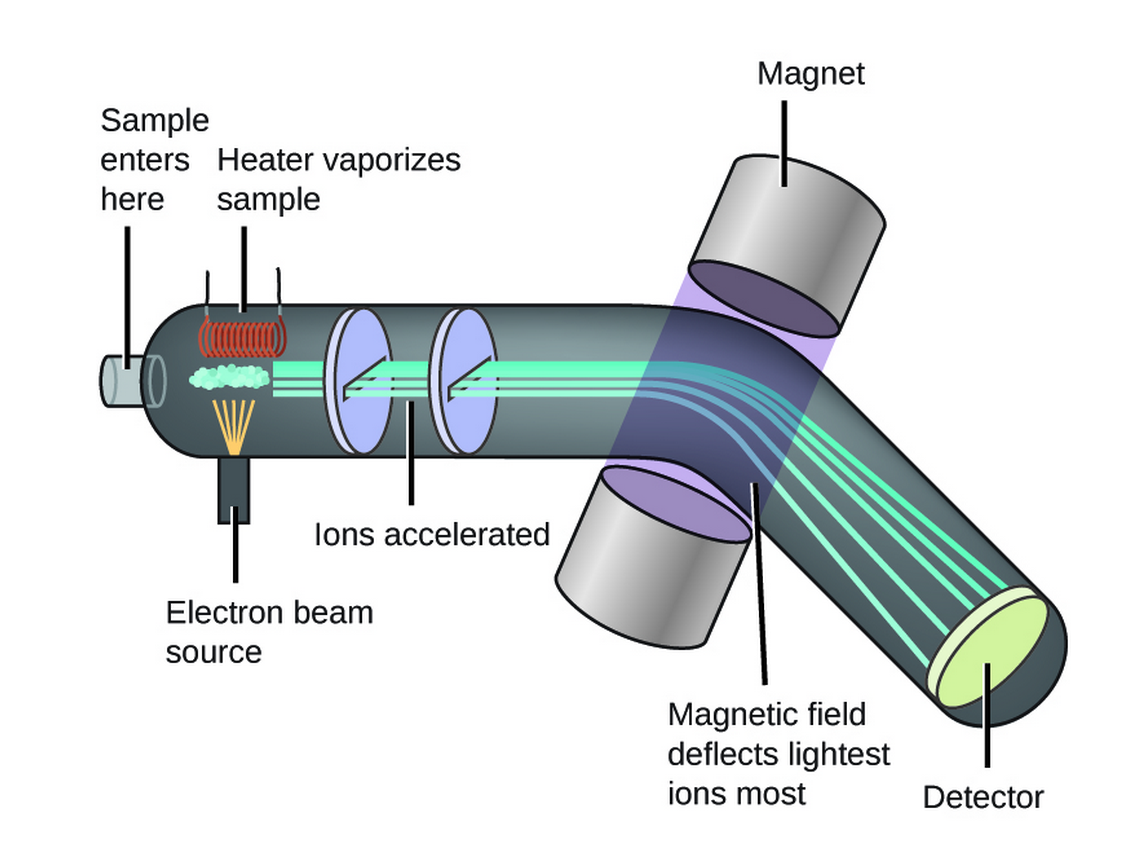 Magnet
Sample
enters
here
Heater vaporizes
sample
Ions accelerated
Electron beam
source
Magnetic field
deflects lightest
ions most
Detector